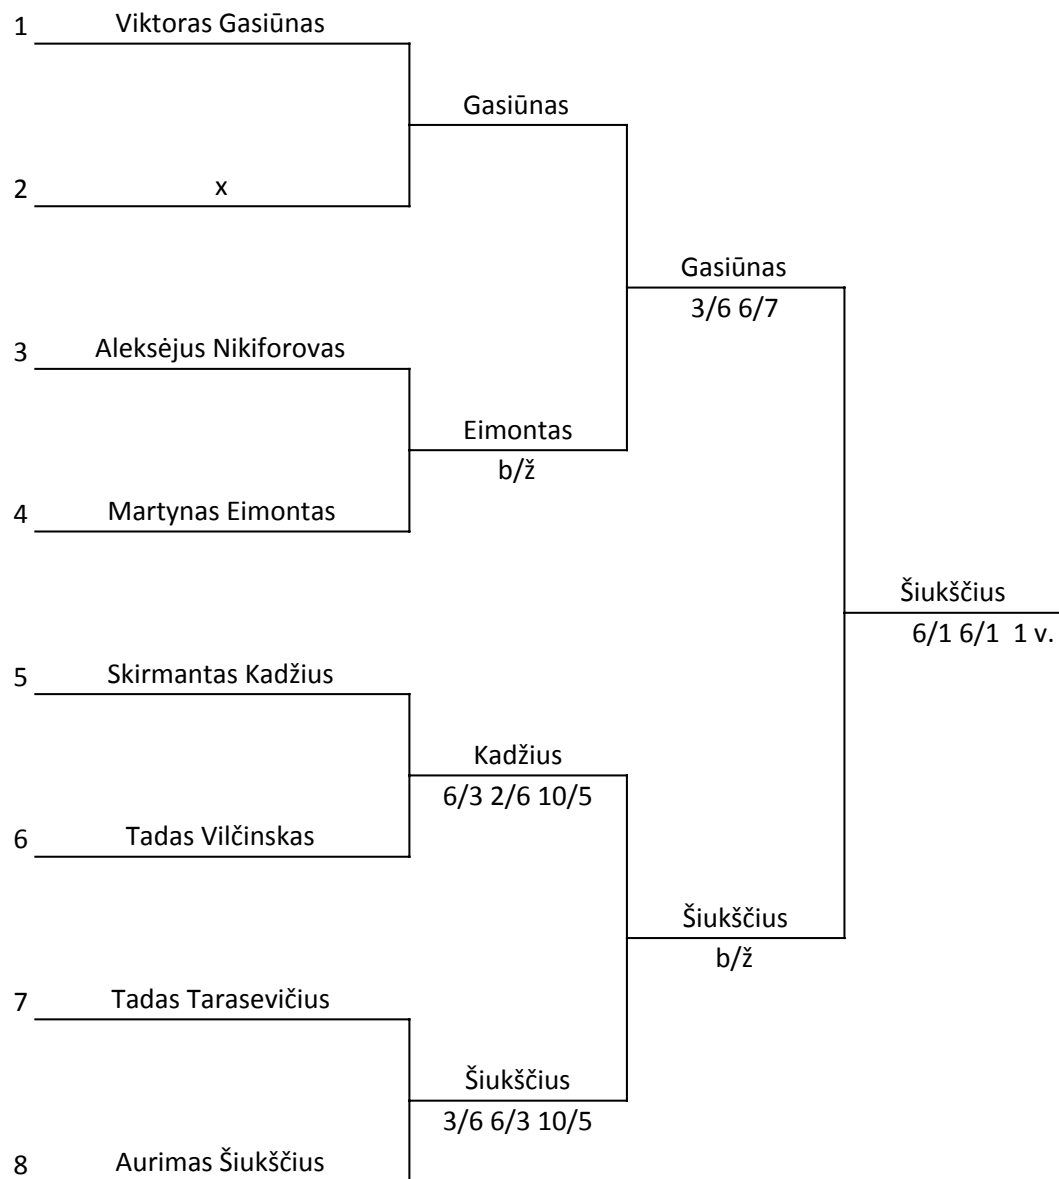 1 Viktoras Gasiūnas
Gasiūnas
2 x
Gasiūnas
3/6 6/7
3 Aleksėjus Nikiforovas
Eimontas
b/ž
4 Martynas Eimontas
Šiukščius
6/1 6/1 1 v.
5 Skirmantas Kadžius
Kadžius
6/3 2/6 10/5
6 Tadas Vilčinskas
Šiukščius
b/ž
7 Tadas Tarasevičius
Šiukščius
3/6 6/3 10/5
8 Aurimas Šiukščius